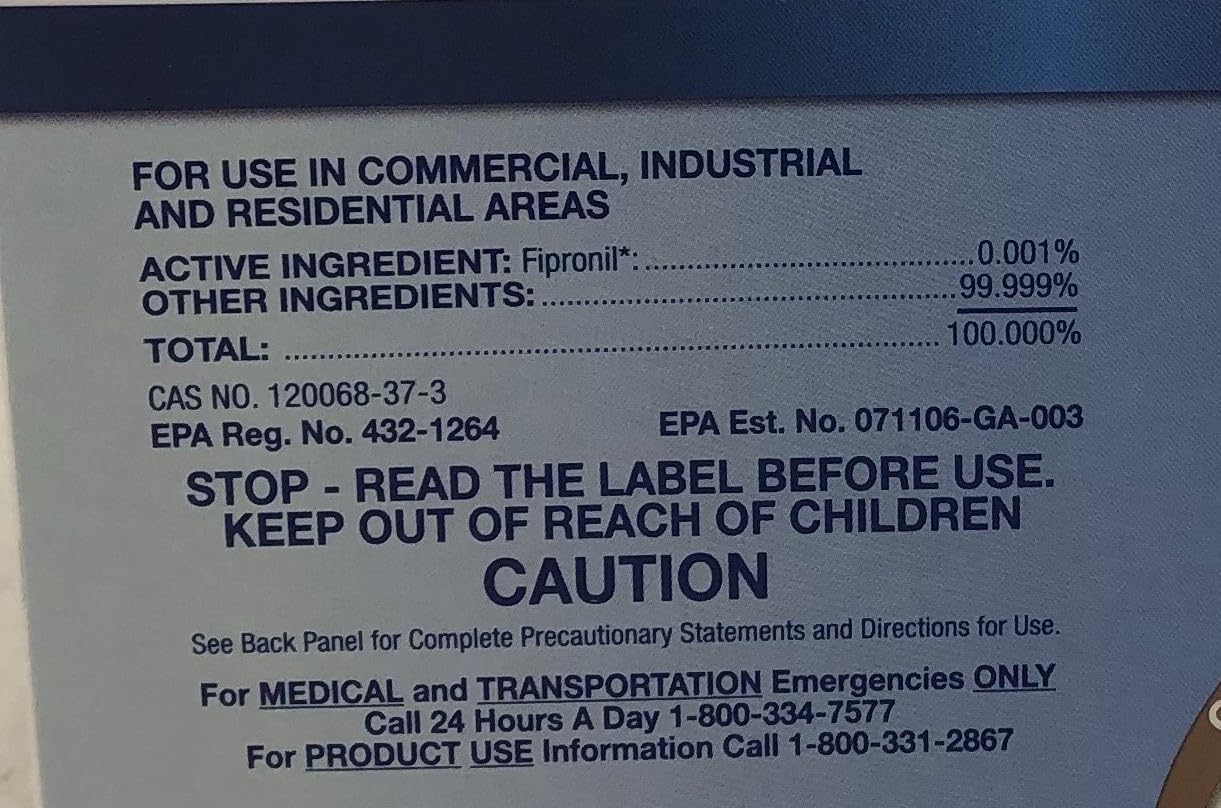 FOR USE IN COMMERCIAL, INDUSTRIAL
AND RESIDENTIAL AREAS
ACTIVE INGREDIENT: Fipronil*:..........................................0.001%
OTHER INGREDIENTS:....................................................99.999%
TOTAL: ................................................................................ 100.000%
CAS NO. 120068-37-3
EPA Reg. No. 432-1264 EPA Est. No. 071106-GA-003
STOP - READ THE LABEL BEFORE USE.
KEEP OUT OF REACH OF CHILDREN
CAUTION
See Back Panel for Complete Precautionary Statements and Directions for Use.
For MEDICAL and TRANSPORTATION Emergencies ONLY
Call 24 Hours A Day 1-800-334-7577
For PRODUCT USE Information Call 1-800-331-2867